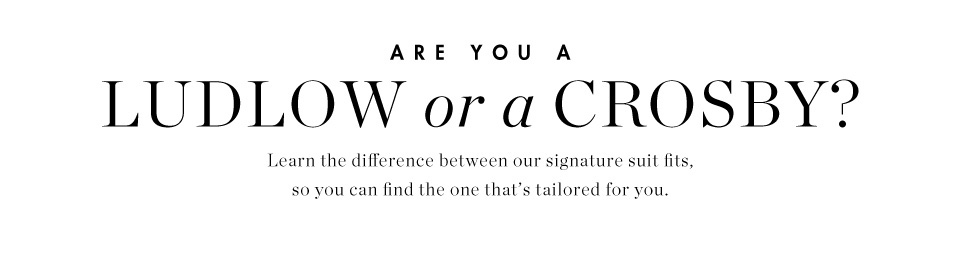 ARE YOU A
LUDLOW or a CROSBY?
Learn the difference between our signature suit fits,
so you can find the one that’s tailored for you.